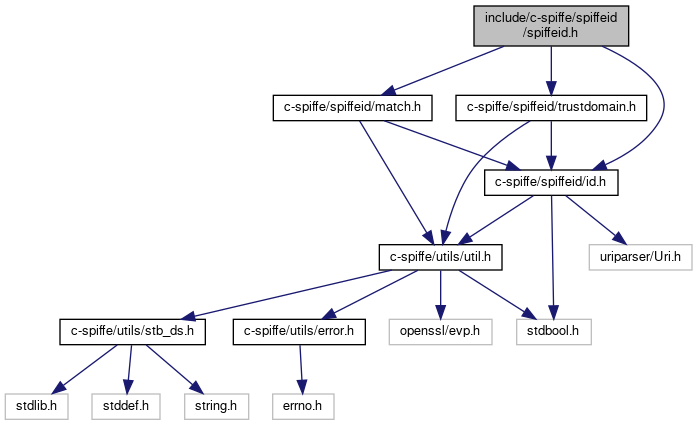 include/c-spiffe/spiffeid
/spiffeid.h
c-spiffe/spiffeid/match.h
c-spiffe/spiffeid/trustdomain.h
c-spiffe/spiffeid/id.h
c-spiffe/utils/util.h
uriparser/Uri.h
c-spiffe/utils/stb_ds.h
c-spiffe/utils/error.h
openssl/evp.h
stdbool.h
stdlib.h
stddef.h
string.h
errno.h